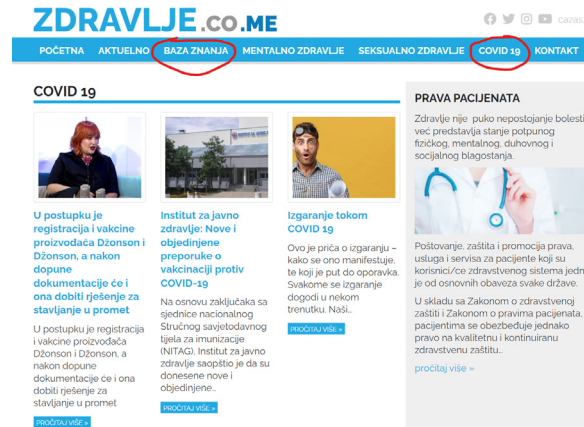 ZDRAVLJE.CO.ME
POČETNA AKTUELNO BAZA ZNANJA MENTALNO ZDRAVLJE SEKSUALNO ZDRAVLJE COVID 19 KONTAKT
COVID 19
U postupku je
registracija i vakcine
proizvođača Džonson i
Džonson, a nakon
dopune
dokumentacije će i
ona dobiti rješenje za
stavljanje u promet
U postupku je registracija
i vakcine proizvođača
Džonson i Džonson, a
nakon dopune
dokumentacije će i ona
dobiti rješenje za
stavljanje u promet
PROČITAJ VIŠE »
Institut za javno
zdravlje: Nove i
objedinjene
preporuke o
vakcinaciji protiv
COVID-19
Na osnovu zaključaka sa
sjednice nacionalnog
Stručnog savjetodavnog
tijela za imunizacije
(NITAG), Institut za javno
zdravlje saopštio je da su
donesene nove i
objedinjene...
PROČITAJ VIŠE »
Izgaranje tokom
COVID 19
Ovo je priča o izgaranju –
kako se ono manifestuje,
te koji je put do oporavka.
Svakome se izgaranje
dogodi u nekom
trenutku. Naši...
PROČITAJ VIŠE »
PRAVA PACIJENATA
Zdravlje nije puko nepostojanje bolesti
već predstavlja stanje potpunog
fizičkog, mentalnog, duhovnog i
socijalnog blagostanja.
Poštovanje, zaštita i promocija prava,
usluga i servisa za pacijente koji su
korisnici/ce zdravstvenog sistema jedn
je od osnovnih obaveza svake države.
U skladu sa Zakonom o zdravstvenoj
zaštiti i Zakonom o pravima pacijenata,
pacijentima se obezbeđuje jednako
pravo na kvalitetnu i kontinuiranu
zdravstvenu zaštitu...
pročitaj više »